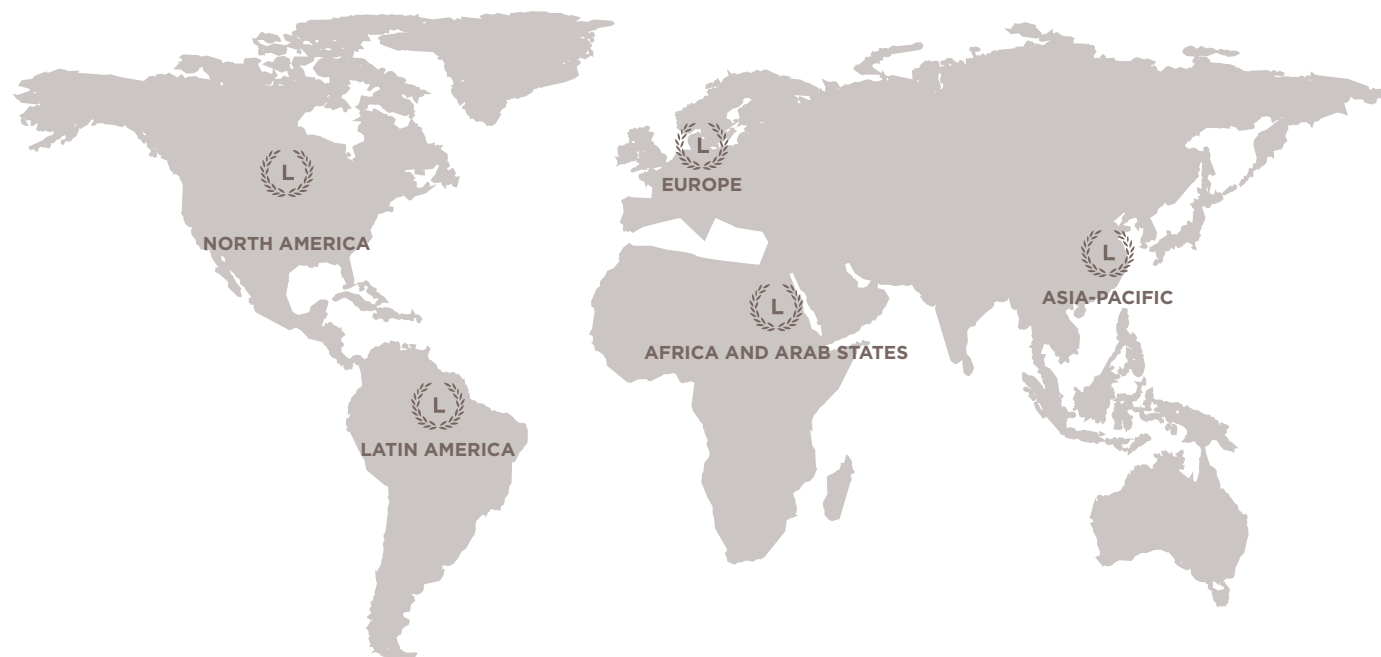 L
EUROPE
L
NORTH AMERICA
L
ASIA-PACIFIC
L
AFRICA AND ARAB STATES
L
LATIN AMERICA